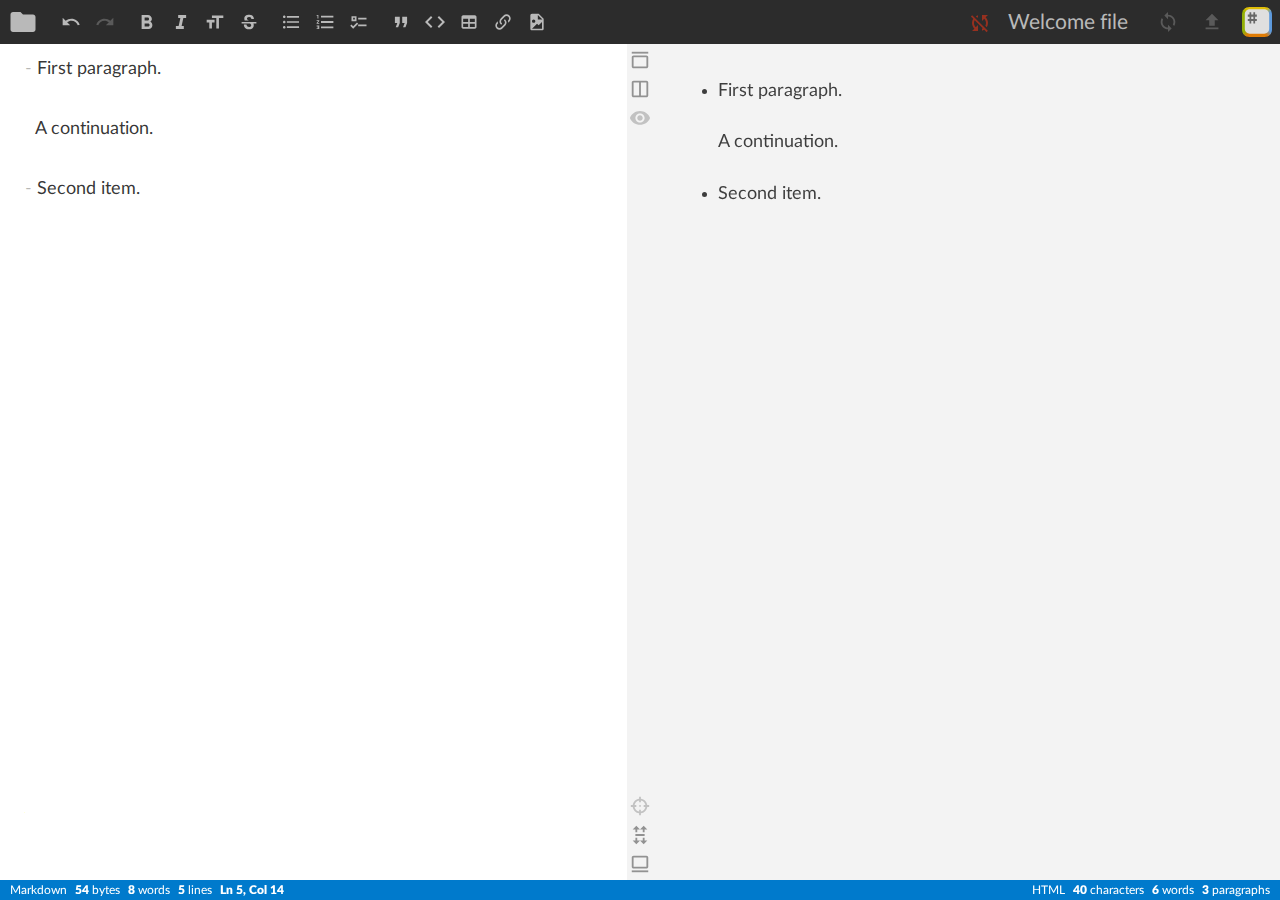 Welcome file
- First paragraph.
A continuation.
- Second item.
• First paragraph.
A continuation.
• Second item.
Markdown 54 bytes 8 words 5 lines Ln 5, Col 14
HTML 40 characters 6 words 3 paragraphs